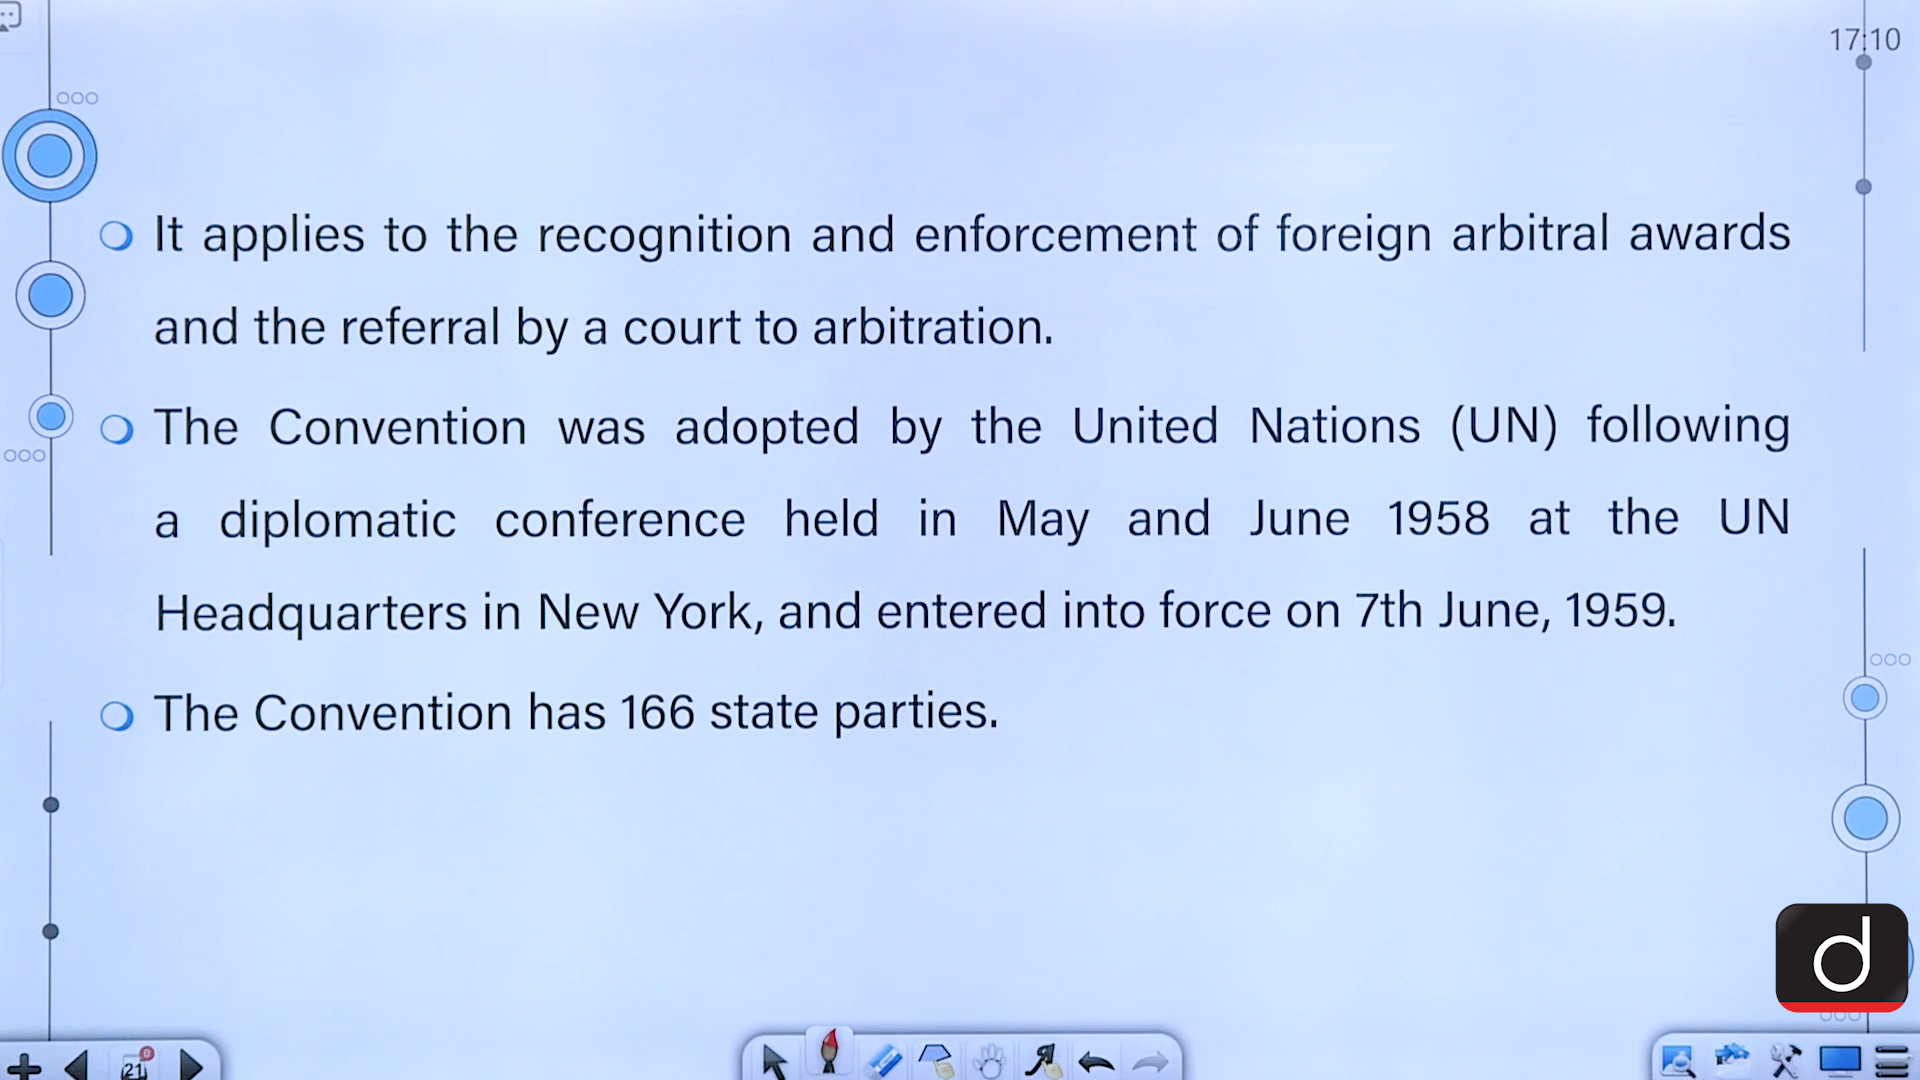 17:10
It applies to the recognition and enforcement of foreign arbitral awards
and the referral by a court to arbitration.
The Convention was adopted by the United Nations (UN) following
a diplomatic conference held in May and June 1958 at the UN
Headquarters in New York, and entered into force on 7th June, 1959.
The Convention has 166 state parties.
d
0
21